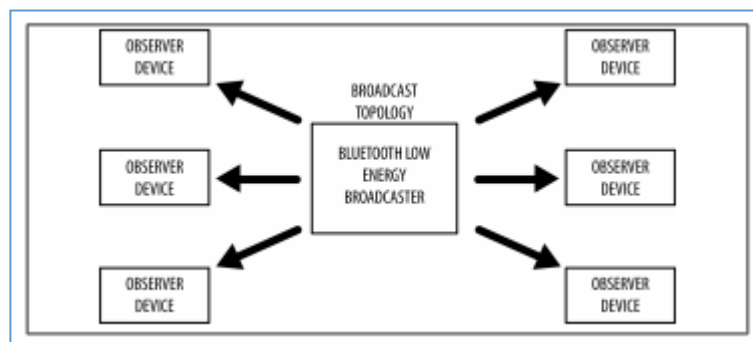 OBSERVER
DEVICE
OBSERVER
DEVICE
BROADCAST
TOPOLOGY
BLUETOOTH LOW
ENERGY
BROADCASTER
OBSERVER
DEVICE
OBSERVER
DEVICE
OBSERVER
DEVICE
OBSERVER
DEVICE